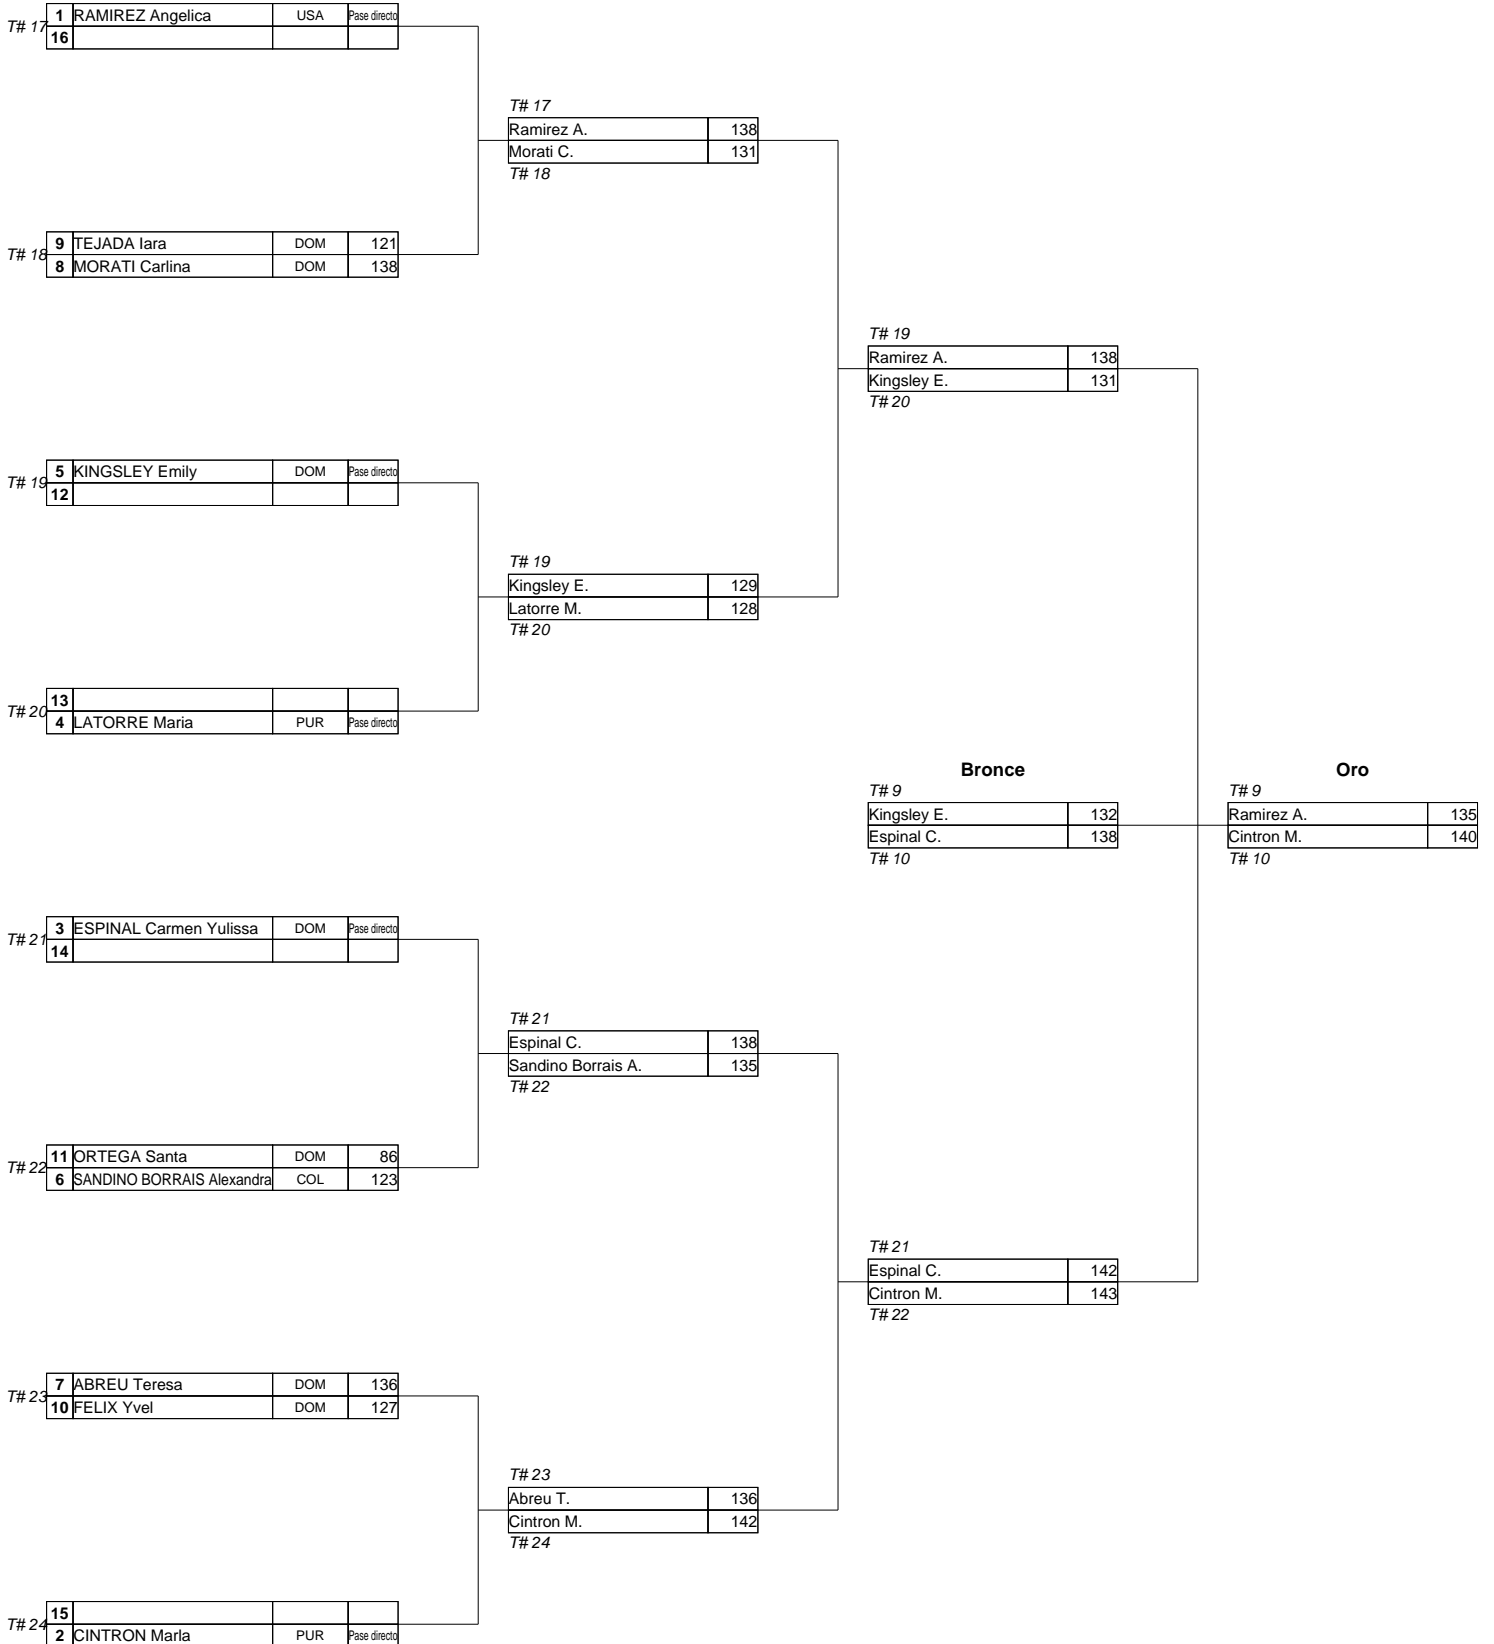 T# 17
1 RAMIREZ Angelica USA Pase directo
16
T# 17
Ramirez A. 138
Morati C. 131
T# 18
T# 18
9 TEJADA Iara DOM 121
8 MORATI Carlina DOM 138
T# 19
Ramirez A. 138
Kingsley E. 131
T# 20
T# 19
5 KINGSLEY Emily DOM Pase directo
12
T# 19
Kingsley E. 129
Latorre M. 128
T# 20
T# 20
13
4 LATORRE Maria PUR Pase directo
Bronce
T# 9
Kingsley E. 132
Espinal C. 138
T# 10
Oro
T# 9
Ramirez A. 135
Cintron M. 140
T# 10
T# 21
3 ESPINAL Carmen Yulissa DOM Pase directo
14
T# 21
Espinal C. 138
Sandino Borrais A. 135
T# 22
T# 22
11 ORTEGA Santa DOM 86
6 SANDINO BORRAIS Alexandra COL 123
T# 21
Espinal C. 142
Cintron M. 143
T# 22
T# 23
7 ABREU Teresa DOM 136
10 FELIX Yvel DOM 127
T# 23
Abreu T. 136
Cintron M. 142
T# 24
T# 24
15
2 CINTRON Marla PUR Pase directo